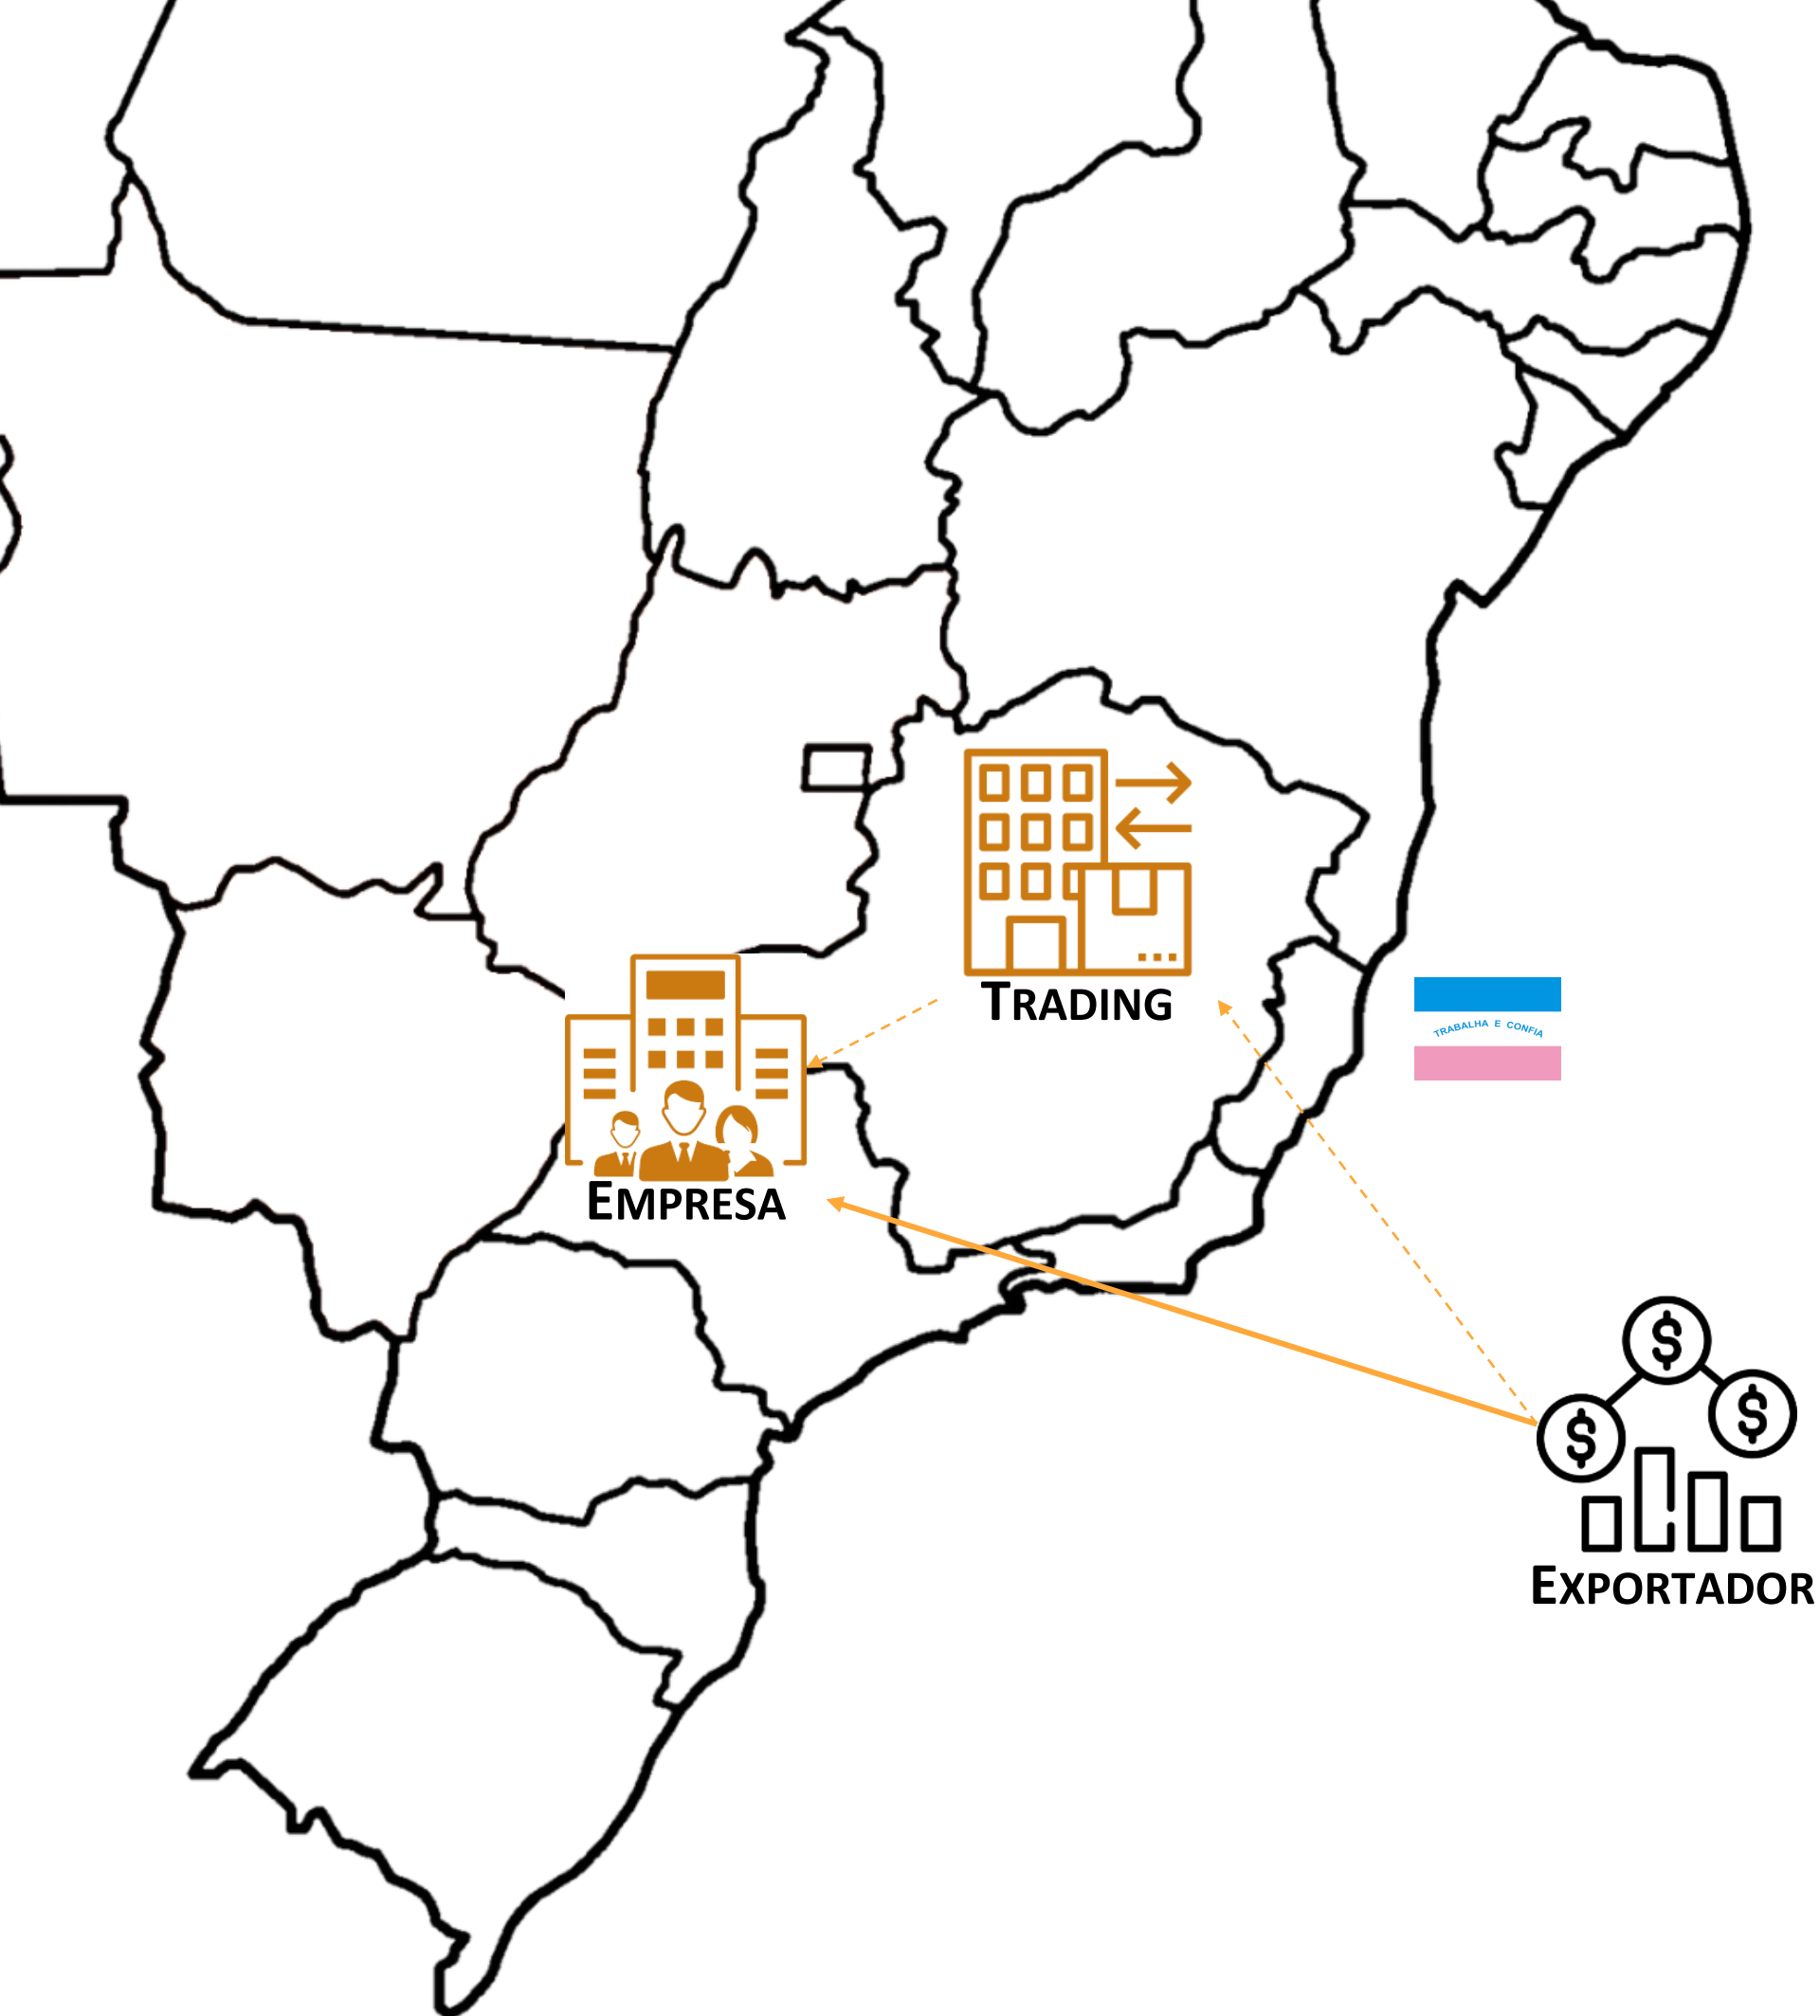 TRADING
TRABALHA E CONFIA
EMPRESA
$
$
$
EXPORTADOR